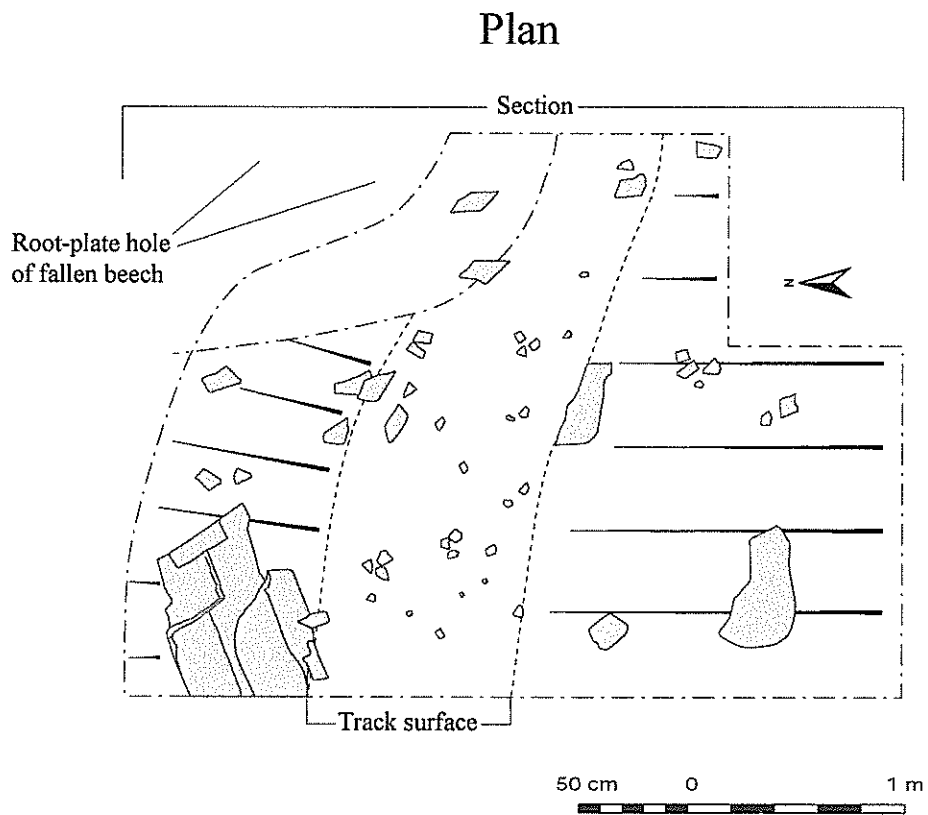 Plan
Section
Root-plate hole
of fallen beech
N
Track surface
50 cm 0 1 m